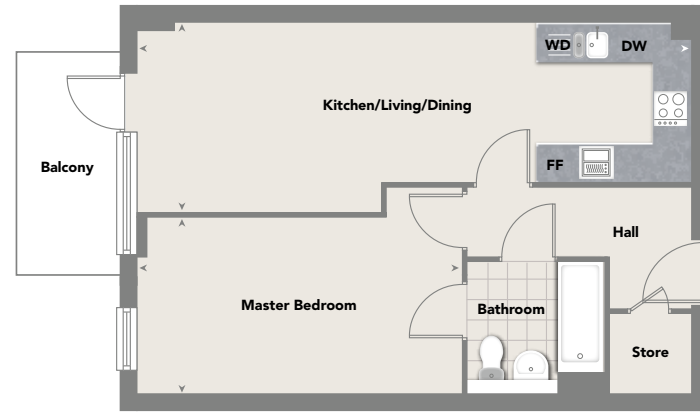 WD
DW
Kitchen/Living/Dining
FF
Balcony
Hall
Master Bedroom
Bathroom
Store